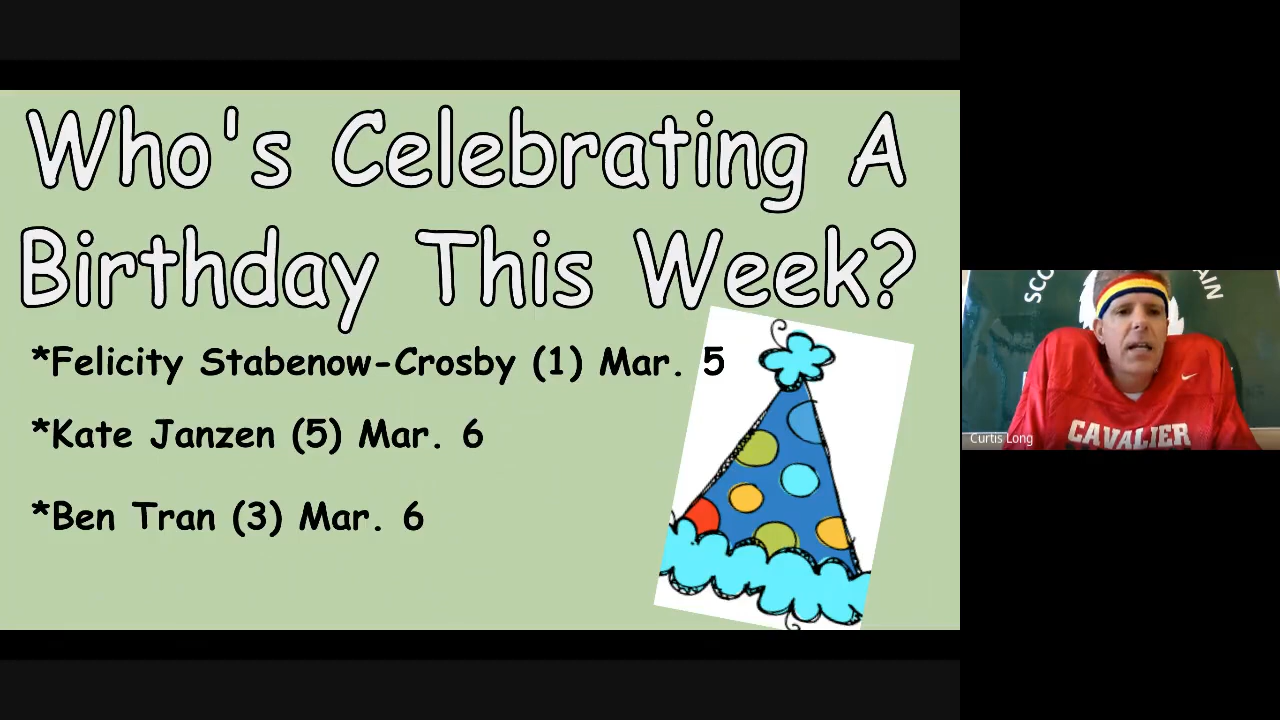 Who's Celebrating A
Birthday This Week?
*Felicity Stabenow-Crosby (1) Mar. 5
*Kate Janzen (5) Mar. 6
*Ben Tran (3) Mar. 6
CAVALIER
Curtis Long